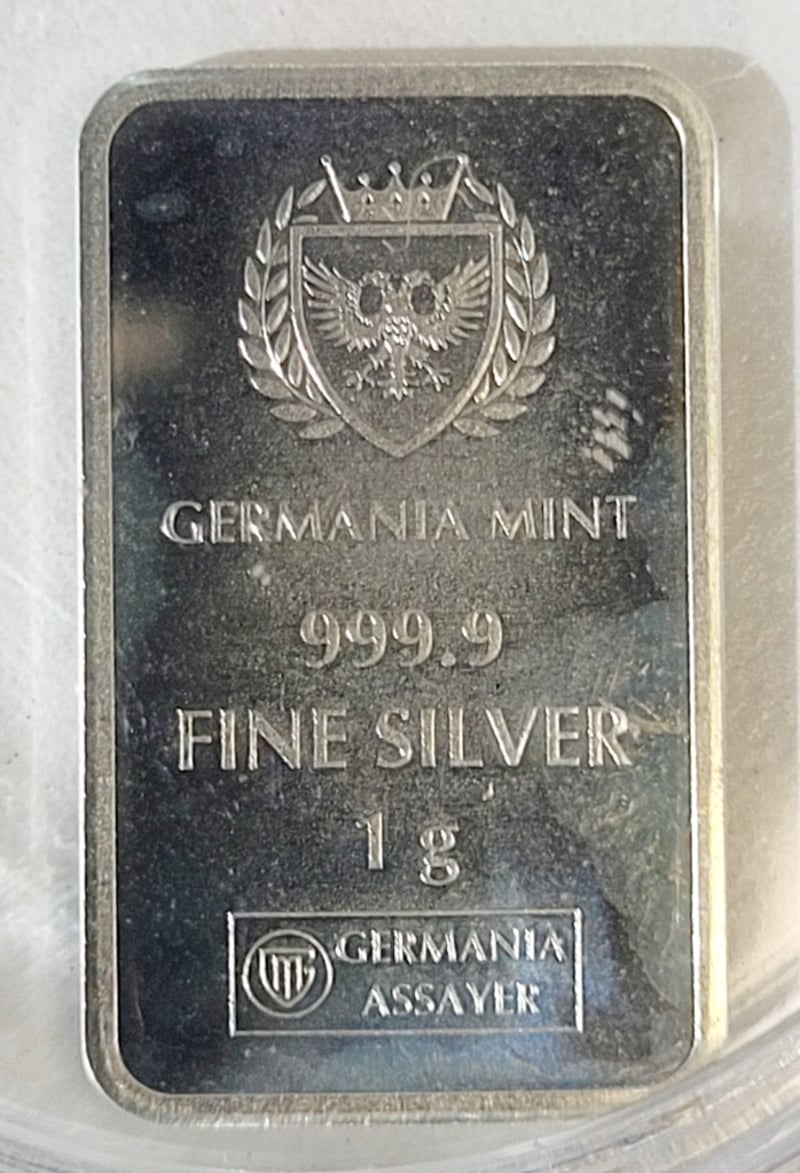 GERMANIA MINT
999.9
FINE SILVER
1 g
GERMANIA
ASSAYER